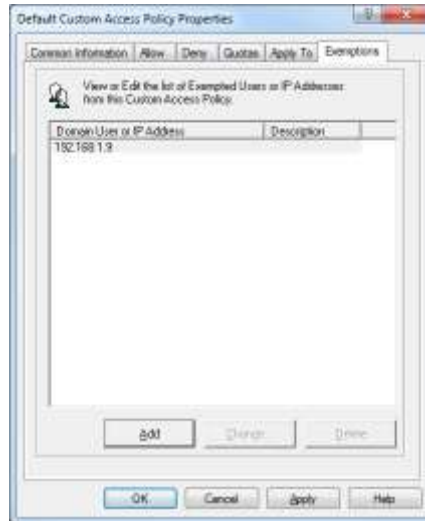 Default Custom Access Policy Properties
Common Information Allow Deny Quotas Apply To Exemptions
View or Edit the list of Exempted Users or IP Addresses
from this Custom Access Policy.
Domain User or IP Address Description
192.168.1.9
Add Change Delete
OK Cancel Apply Help